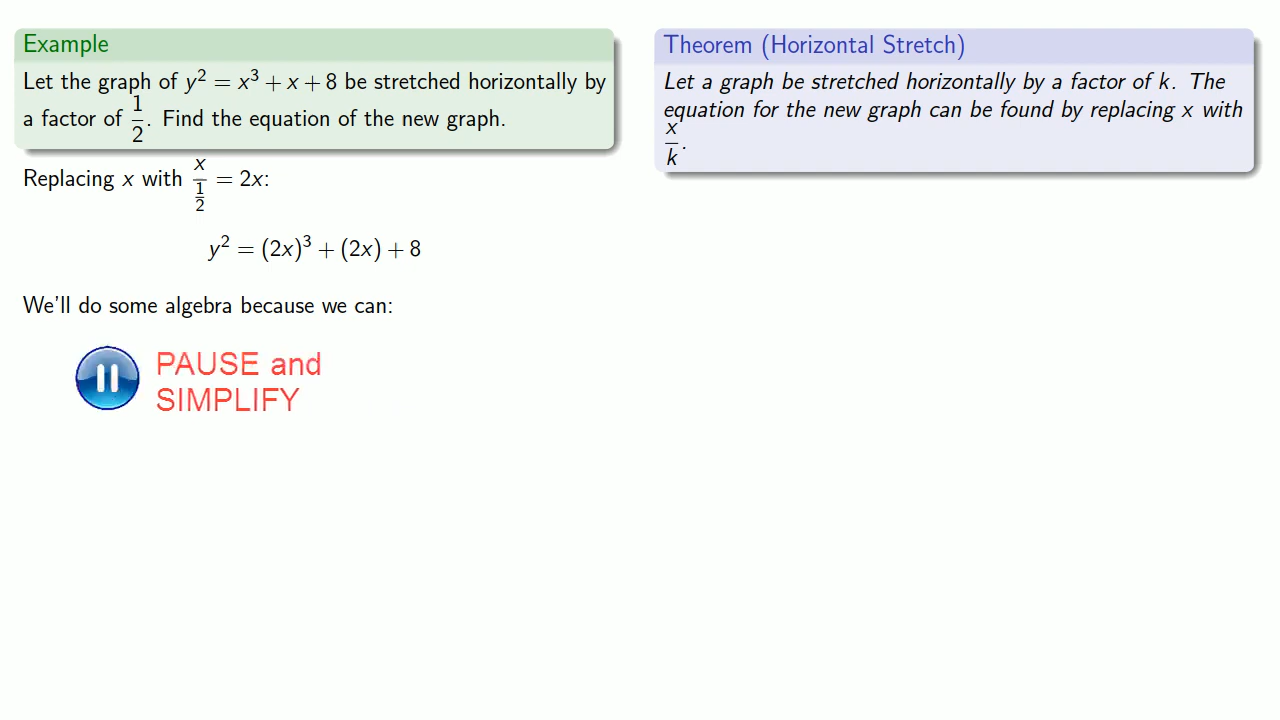 Example
Let the graph of y² = x³ + x + 8 be stretched horizontally by
a factor of 1/2. Find the equation of the new graph.
Replacing x with x/(1/2) = 2x:
y² = (2x)³ + (2x) + 8
We'll do some algebra because we can:
PAUSE and
SIMPLIFY
Theorem (Horizontal Stretch)
Let a graph be stretched horizontally by a factor of k. The
equation for the new graph can be found by replacing x with
x/k.